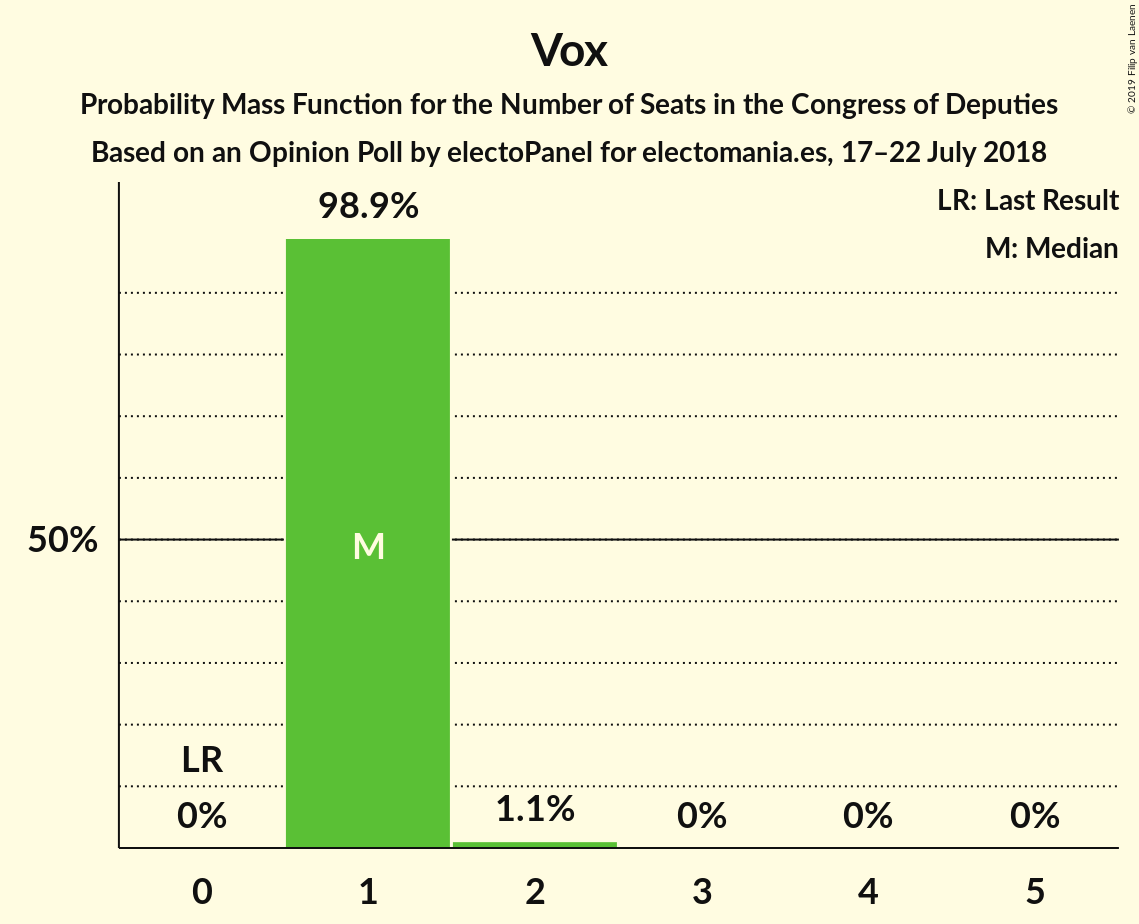 Vox
Probability Mass Function for the Number of Seats in the Congress of Deputies
Based on an Opinion Poll by electoPanel for electomania.es, 17–22 July 2018
© 2019 Filip van Laenen
LR: Last Result
M: Median
98.9%
50%
M
LR
0%
1.1%
0%
0%
0%
0 1 2 3 4 5